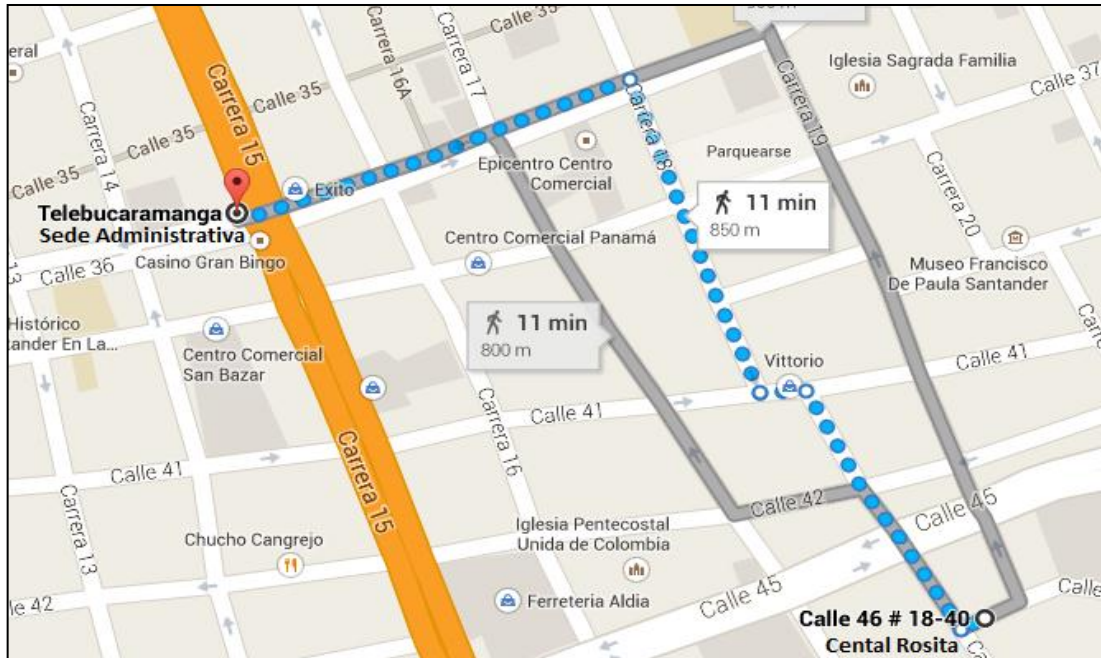 850 m
eral
Calle 35
Calle 35
Calle 35
Calle 35
Carrera 14
Carrera 15
Carrera 16A
Carrera 17
Carrera 18
Carrera 19
Iglesia Sagrada Familia
Calle 37
Parquearse
Epicentro Centro
Comercial
Exito
Telebucaramanga
Sede Administrativa
Casino Gran Bingo
Calle 36
13
Centro Comercial Panamá
11 min
850 m
Carrera 20
Museo Francisco
De Paula Santander
Histórico
tander En La...
Centro Comercial
San Bazar
11 min
800 m
Vittorio
Calle 41
Calle 41
Calle 41
Carrera 16
Carrera 15
Carrera 13
Calle 42
Calle 45
Iglesia Pentecostal
Unida de Colombia
Chucho Cangrejo
Calle 45
Ferreteria Aldia
e 42
Calle 46 # 18-40
Cental Rosita